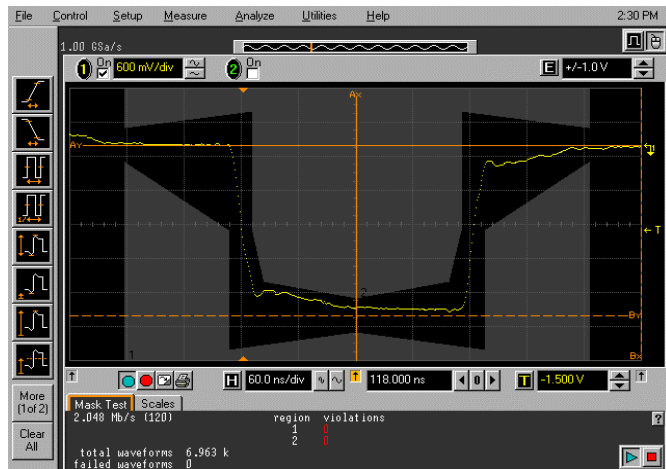 File Control Setup Measure Analyze Utilities Help 2:30 PM
1.00 GSa/s
1 On 600 mV/div 2 On E +/-1.0 V
Ax
Ay
1
T
2
By
1
Bx
H 60.0 ns/div 118.000 ns 0 T -1.500 V
More
(1of 2)
Clear
All
Mask Test Scales
2.048 Mb/s (120) region violations ?
1 0
2 0
total waveforms 6.963 k
failed waveforms 0